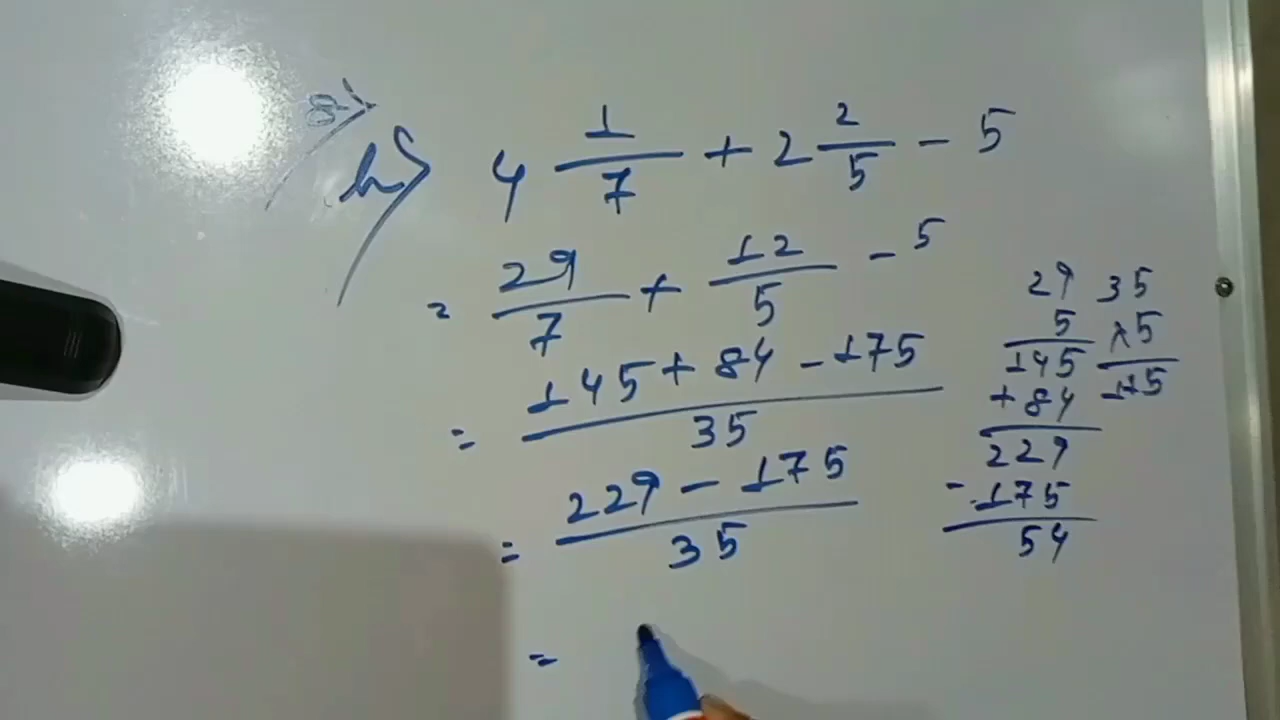 8)
h) 4 1/7 + 2 2/5 - 5
= 29/7 + 12/5 - 5
= 145 + 84 - 175 / 35
= 229 - 175 / 35
=
29
5
145
+ 84
229
- 175
54
35
x5
175